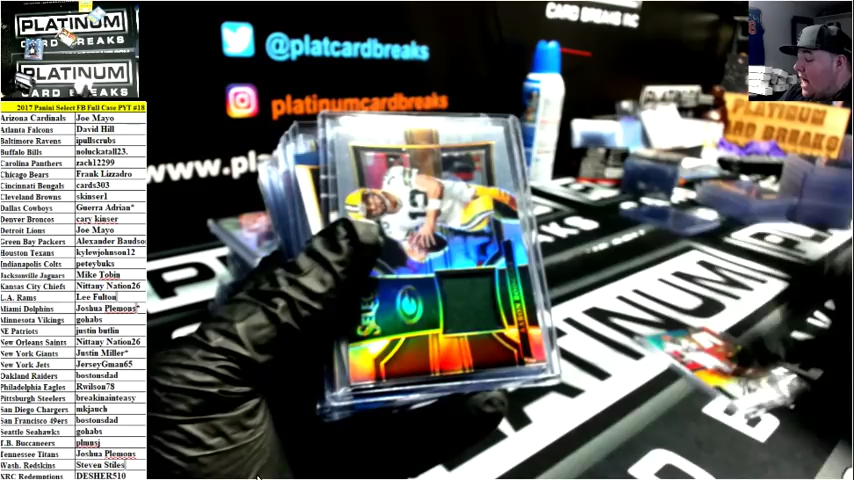 PLATINUM
CARD BREAKS
PLATINUM
CARD BREAKS
2017 Panini Select FB Full Case PYT #18
Arizona Cardinals Joe Mayo
Atlanta Falcons David Hill
Baltimore Ravens ipullscrubs
Buffalo Bills noluckatall23.
Carolina Panthers zach12299
Chicago Bears Frank Lizzadro
Cincinnati Bengals cards303
Cleveland Browns skinser1
Dallas Cowboys Guerra Adrian*
Denver Broncos cary kinser
Detroit Lions Joe Mayo
Green Bay Packers Alexander Baudso
Houston Texans kylewjohnson12
Indianapolis Colts peteybuks
Jacksonville Jaguars Mike Tobin
Kansas City Chiefs Nittany Nation26
L.A. Rams Lee Fulton
Miami Dolphins Joshua Plemons*
Minnesota Vikings gohabs
NE Patriots justin butlin
New Orleans Saints Nittany Nation26
New York Giants Justin Miller*
New York Jets JerseyGman65
Oakland Raiders bostonsdad
Philadelphia Eagles Rwilson78
Pittsburgh Steelers breakinainteasy
San Diego Chargers mkjauch
San Francisco 49ers bostonsdad
Seattle Seahawks gohabs
T.B. Buccaneers plmnsj
Tennessee Titans Joshua Plemons
Wash. Redskins Steven Stiles
XRC Redemptions DESHER510
@platcardbreaks
platinumcardbreaks
www.pla
CARD BREAKS INC
PLATINUM
CARD BREAKS
12
SELECT
PLATINUM